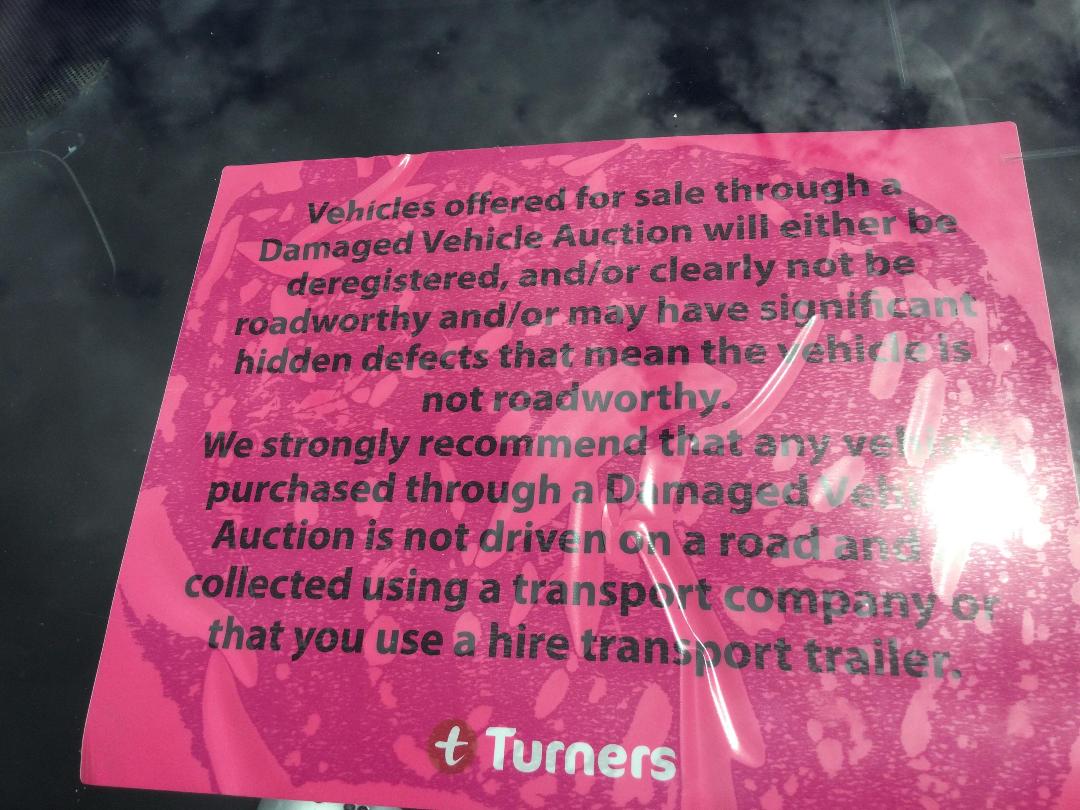 Vehicles offered for sale through a
Damaged Vehicle Auction will either be
deregistered, and/or clearly not be
roadworthy and/or may have significant
hidden defects that mean the vehicle is
not roadworthy.
We strongly recommend that any vehicle
purchased through a Damaged Vehicle
Auction is not driven on a road and
collected using a transport company or
that you use a hire transport trailer.
t Turners